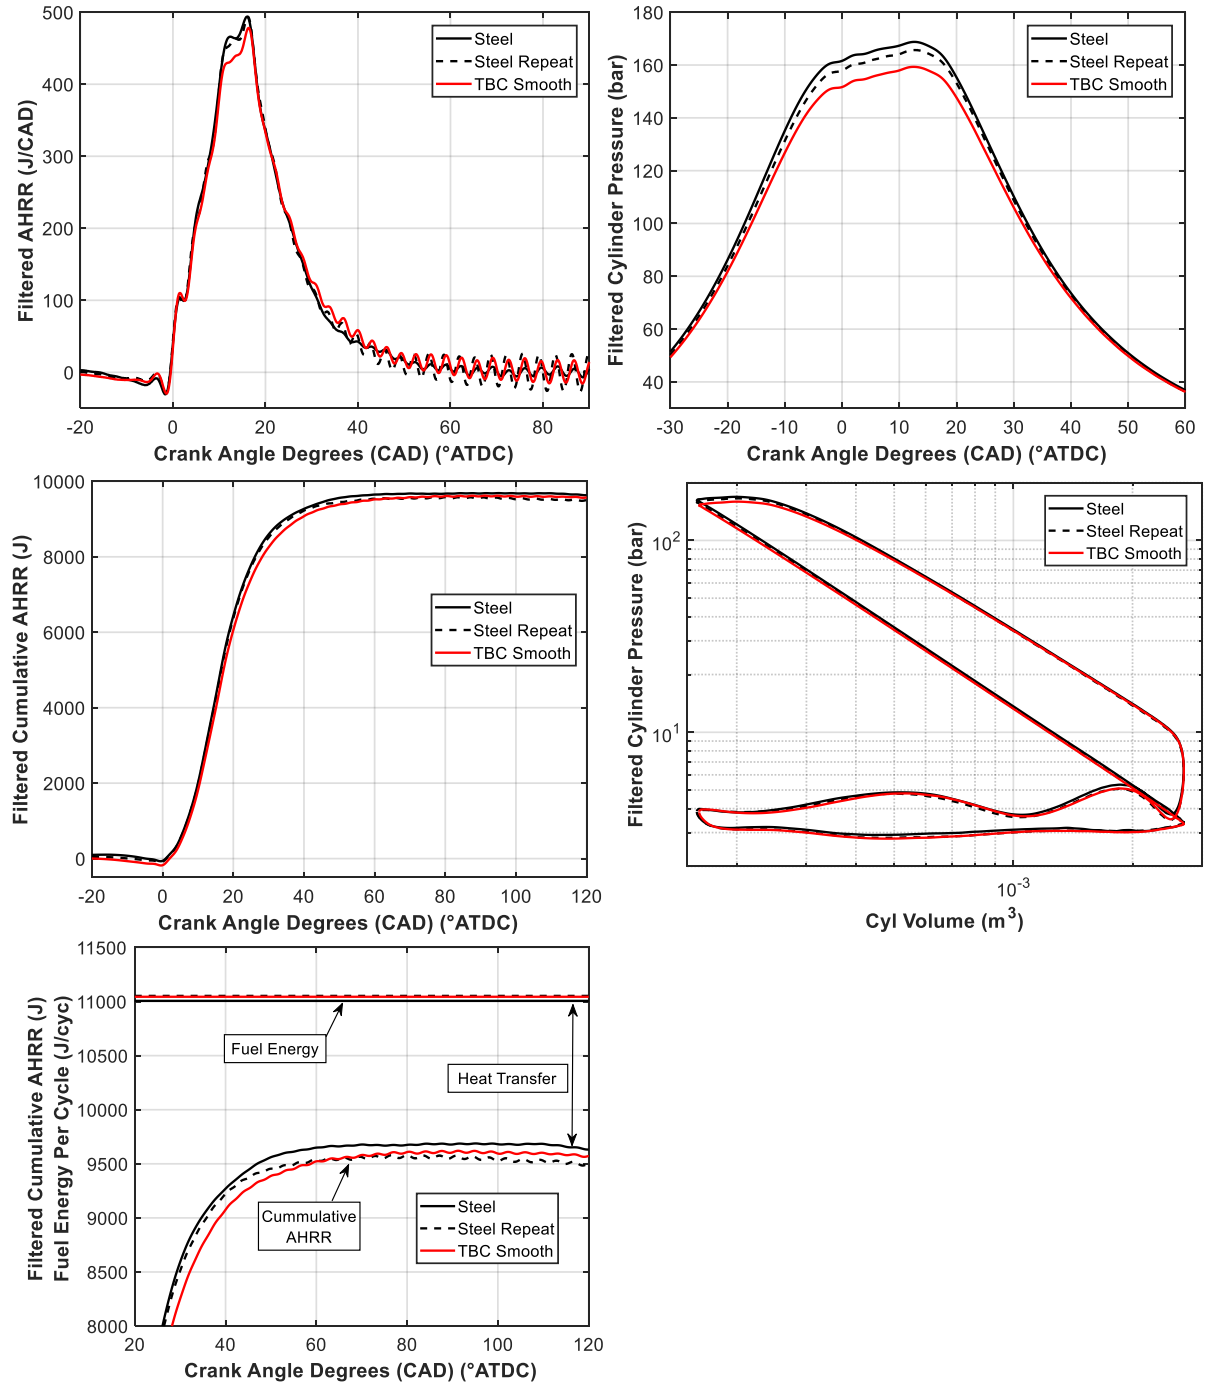 500
400
300
200
100
0
-20
0
20
40
60
80
Filtered AHRR (J/CAD)
Crank Angle Degrees (CAD) (°ATDC)
Steel
Steel Repeat
TBC Smooth
180
160
140
120
100
80
60
40
-30
-20
-10
0
10
20
30
40
50
60
Filtered Cylinder Pressure (bar)
Crank Angle Degrees (CAD) (°ATDC)
Steel
Steel Repeat
TBC Smooth
10000
8000
6000
4000
2000
0
-20
0
20
40
60
80
100
120
Filtered Cumulative AHRR (J)
Crank Angle Degrees (CAD) (°ATDC)
Steel
Steel Repeat
TBC Smooth
10²
10¹
10⁻³
Filtered Cylinder Pressure (bar)
Cyl Volume (m³)
Steel
Steel Repeat
TBC Smooth
11500
11000
10500
10000
9500
9000
8500
8000
20
40
60
80
100
120
Filtered Cumulative AHRR (J)
Fuel Energy Per Cycle (J/cyc)
Crank Angle Degrees (CAD) (°ATDC)
Fuel Energy
Heat Transfer
Cummulative
AHRR
Steel
Steel Repeat
TBC Smooth